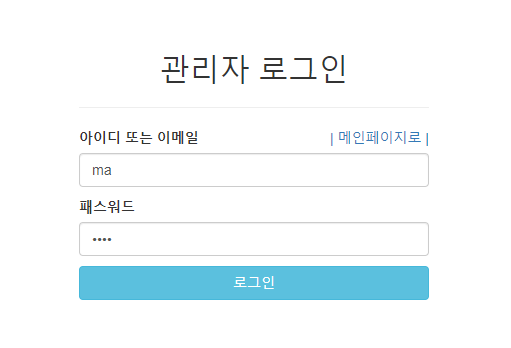 관리자 로그인
아이디 또는 이메일 | 메인페이지로 |
ma
패스워드
••••
로그인